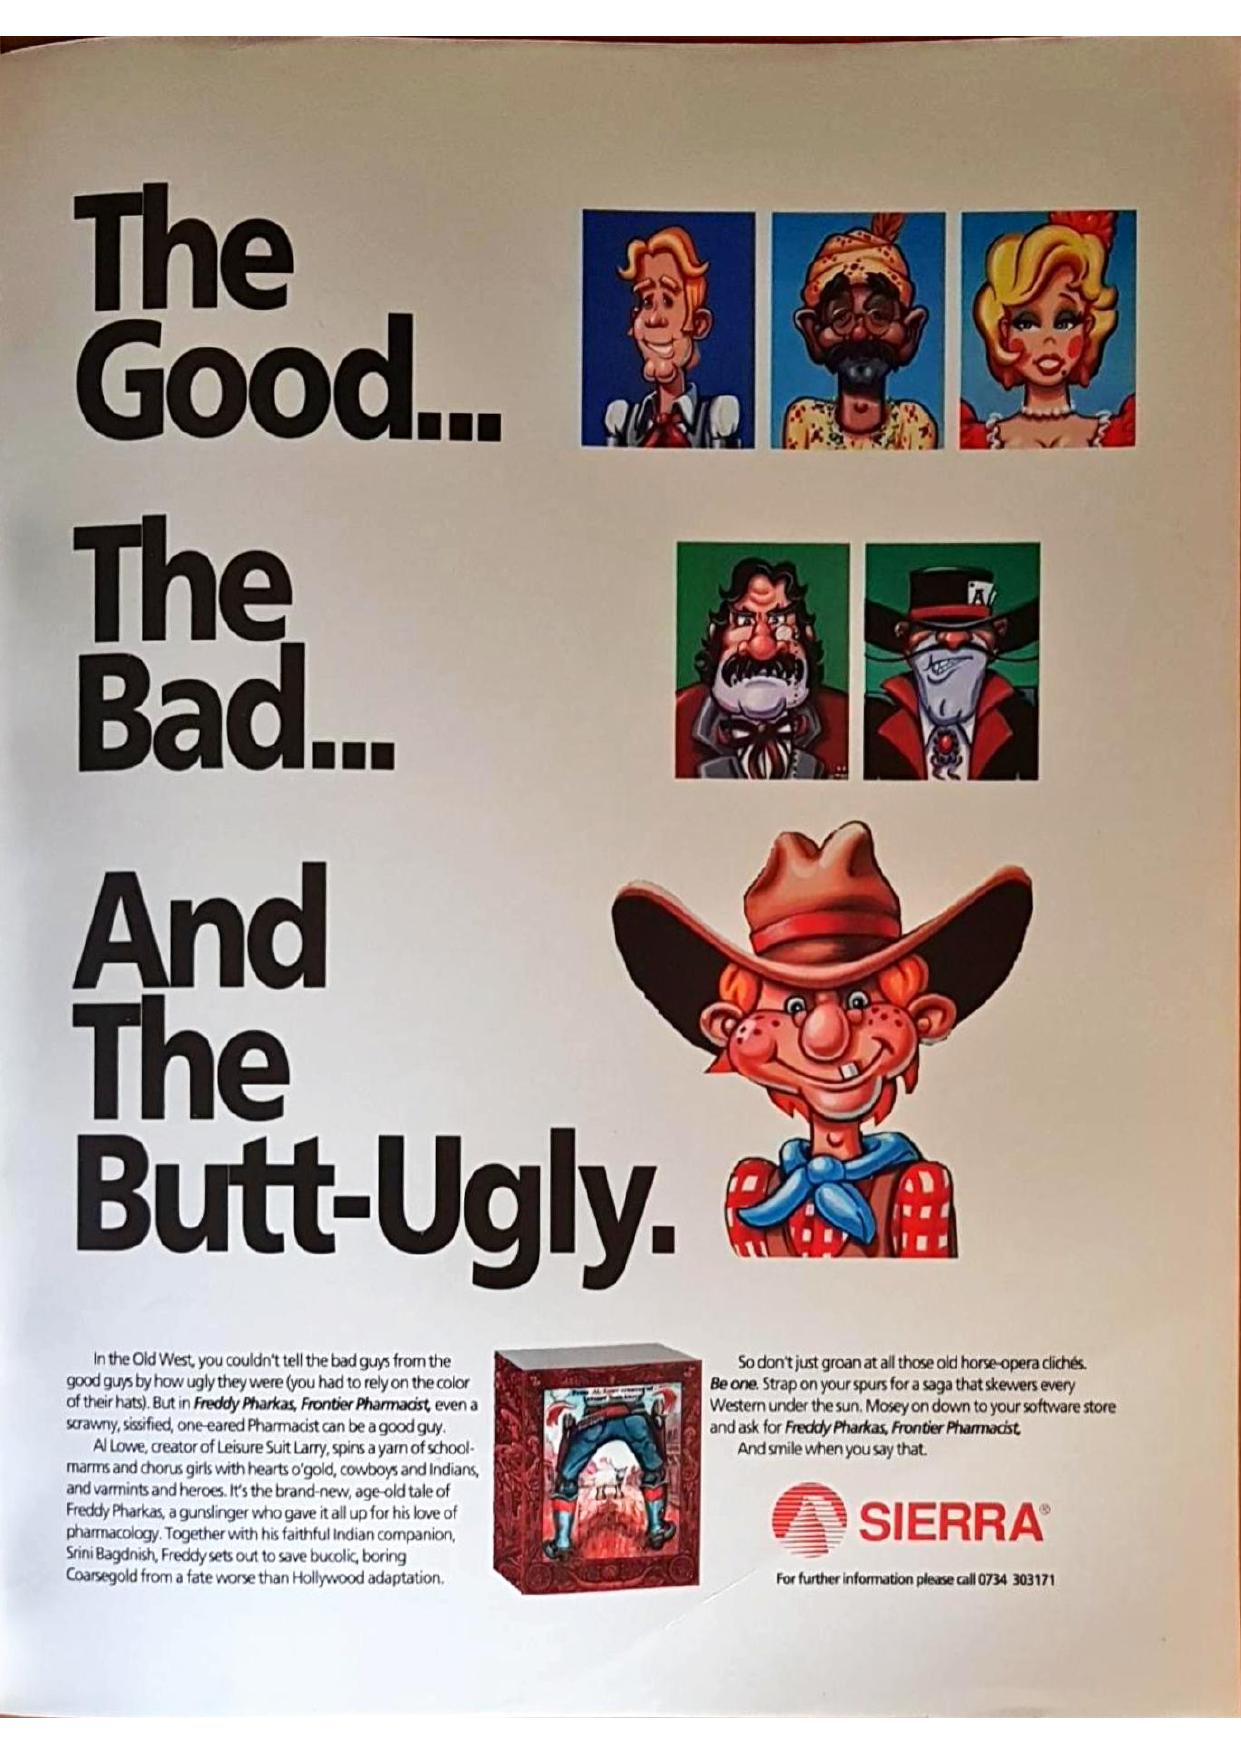 The
Good...
The
Bad...
And
The
Butt-Ugly.
In the Old West, you couldn't tell the bad guys from the
good guys by how ugly they were (you had to rely on the color
of their hats). But in Freddy Pharkas, Frontier Pharmacist, even a
scrawny, sissified, one-eared Pharmacist can be a good guy.
Al Lowe, creator of Leisure Suit Larry, spins a yarn of school-
marms and chorus girls with hearts o'gold, cowboys and Indians,
and varmints and heroes. It's the brand-new, age-old tale of
Freddy Pharkas, a gunslinger who gave it all up for his love of
pharmacology. Together with his faithful Indian companion,
Srini Bagdnish, Freddy sets out to save bucolic, boring
Coarsegold from a fate worse than Hollywood adaptation.
So don't just groan at all those old horse-opera clichés.
Be one. Strap on your spurs for a saga that skewers every
Western under the sun. Mosey on down to your software store
and ask for Freddy Pharkas, Frontier Pharmacist,
And smile when you say that.
SIERRA®
For further information please call 0734 303171
A